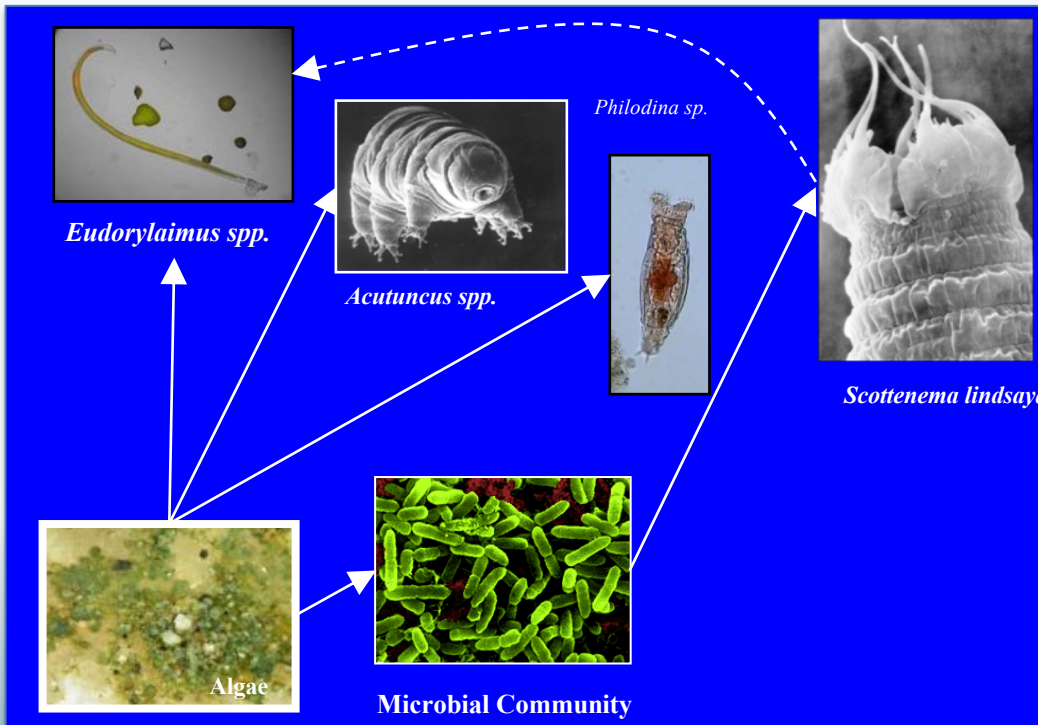 Philodina sp.
Eudorylaimus spp.
Acutuncus spp.
Scottenema lindsaye
Algae
Microbial Community